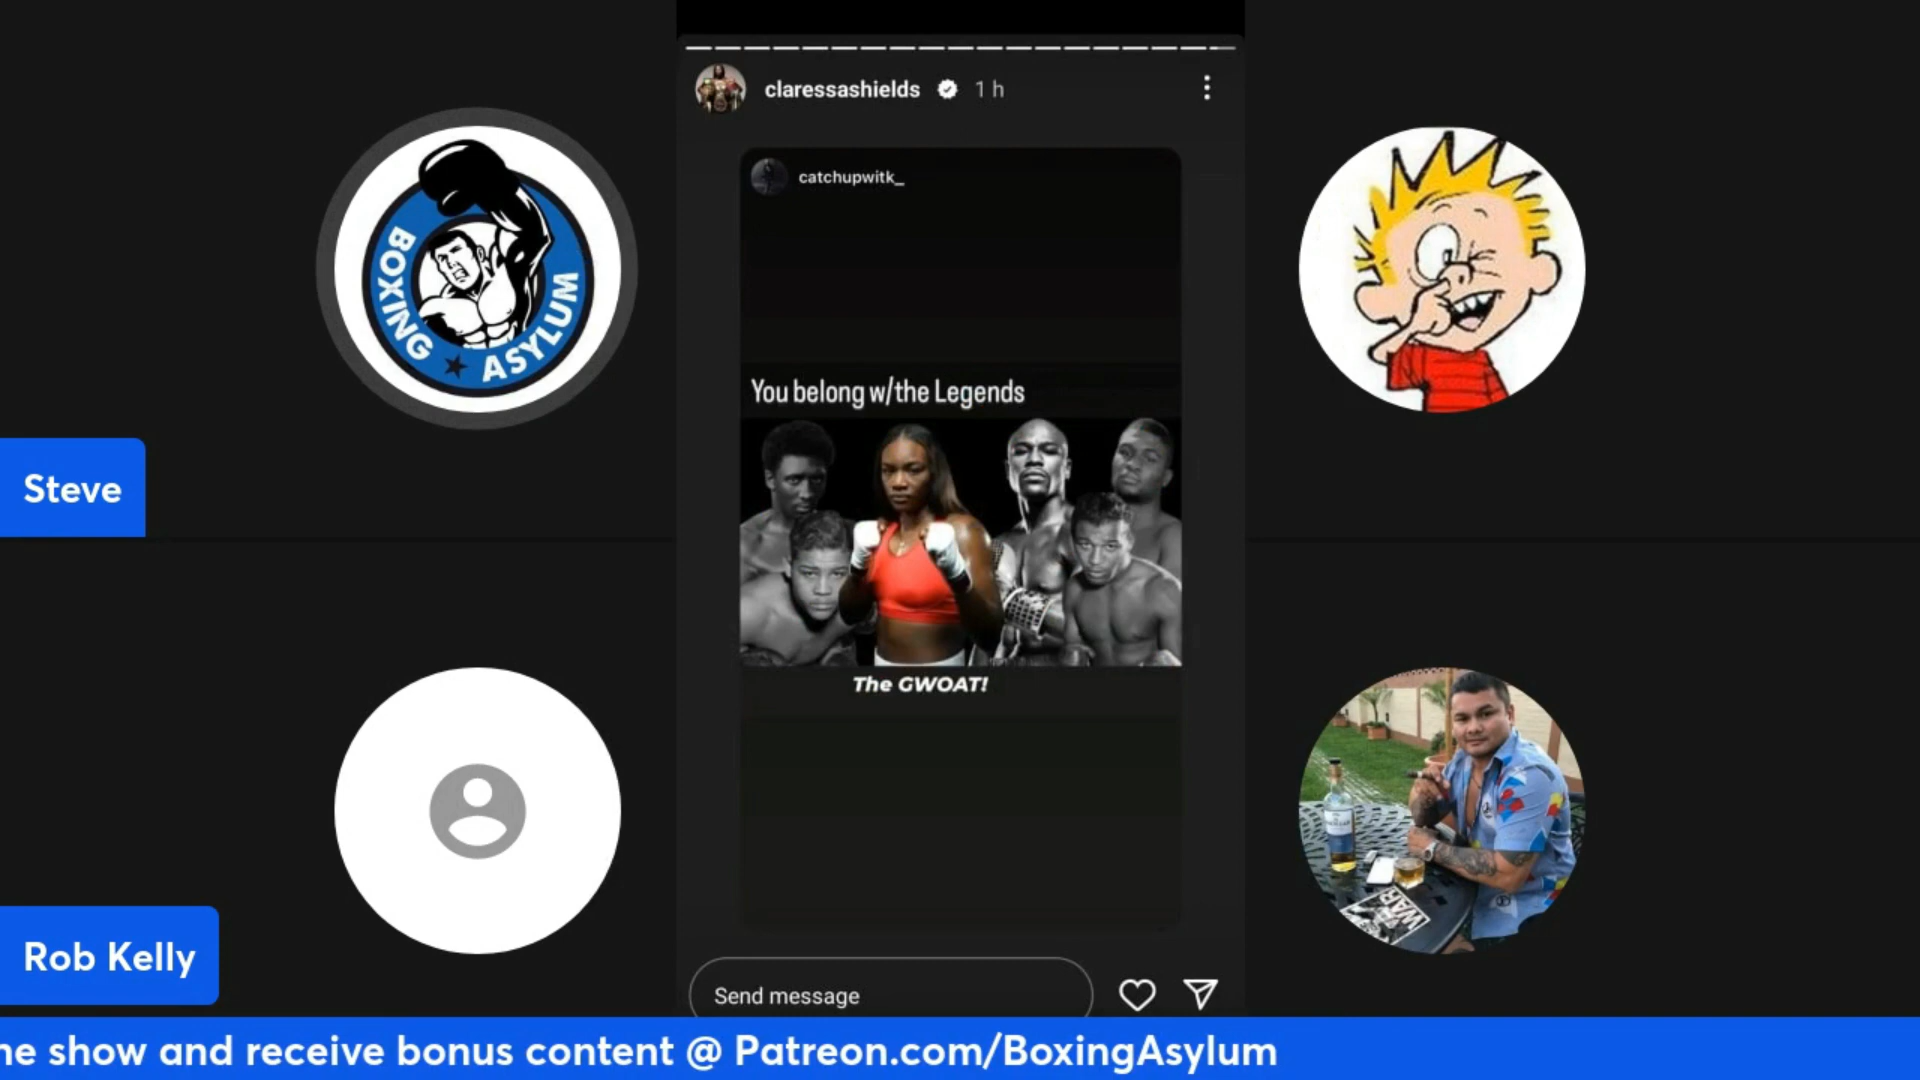 claressashields 1 h
catchupwitk_
You belong w/the Legends
The GWOAT!
Send message
BOXING ★ ASYLUM
Steve
Rob Kelly
WAR
he show and receive bonus content @ Patreon.com/BoxingAsylum